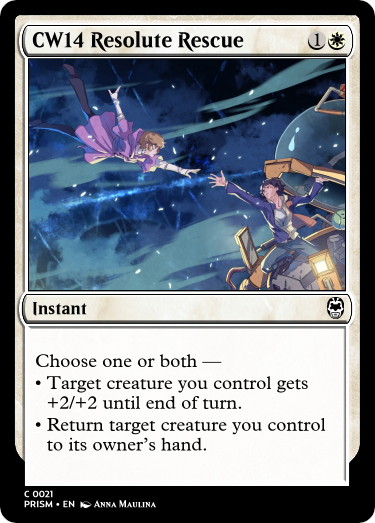 CW14 Resolute Rescue 1
Instant
Choose one or both —
• Target creature you control gets
+2/+2 until end of turn.
• Return target creature you control
to its owner's hand.
C 0021
PRISM • EN Anna Maulina